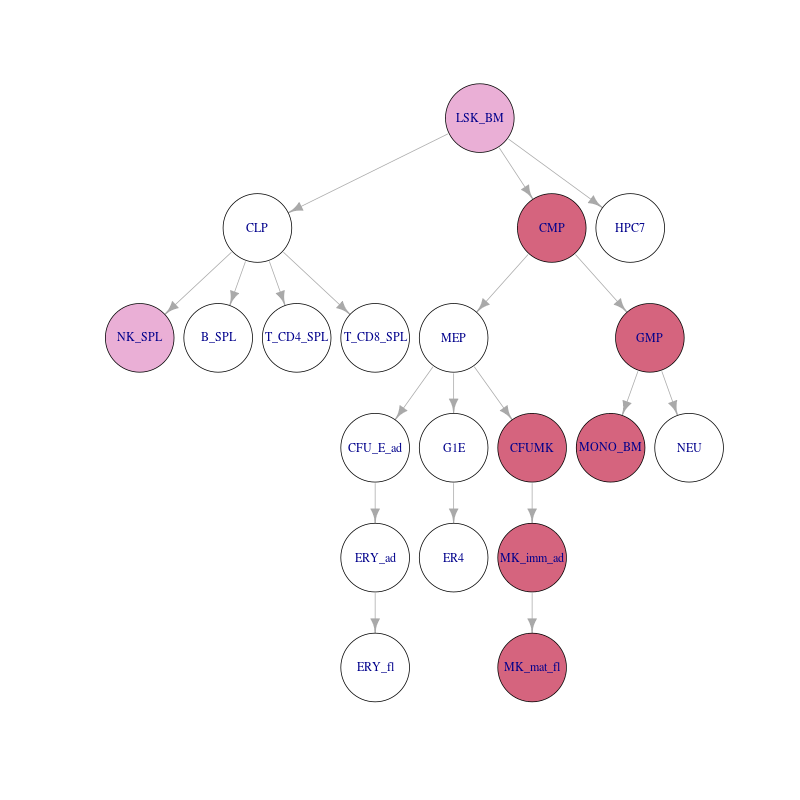 LSK_BM
CLP
CMP
HPC7
NK_SPL
B_SPL
T_CD4_SPL
T_CD8_SPL
MEP
GMP
CFU_E_ad
G1E
CFUMK
MONO_BM
NEU
ERY_ad
ER4
MK_imm_ad
ERY_fl
MK_mat_fl